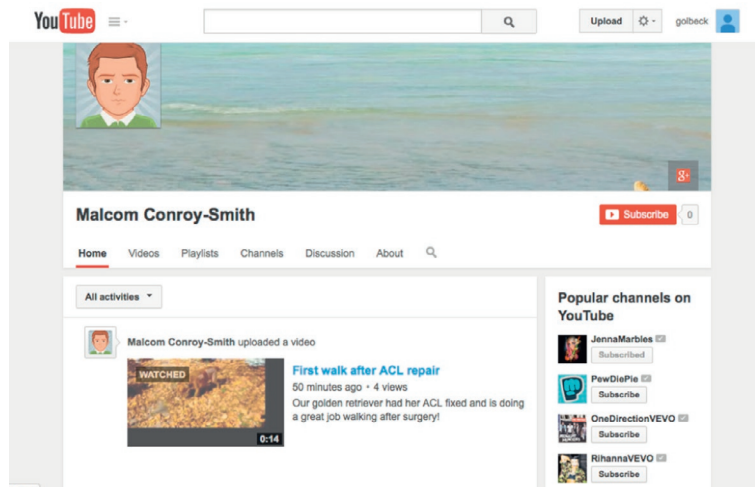 YouTube
Upload
golbeck
8+
Malcom Conroy-Smith
Subscribe
0
Home Videos Playlists Channels Discussion About
All activities
Malcom Conroy-Smith uploaded a video
WATCHED
0:14
First walk after ACL repair
50 minutes ago • 4 views
Our golden retriever had her ACL fixed and is doing
a great job walking after surgery!
Popular channels on
YouTube
JennaMarbles
Subscribed
PewDiePie
Subscribe
OneDirectionVEVO
Subscribe
RihannaVEVO
Subscribe